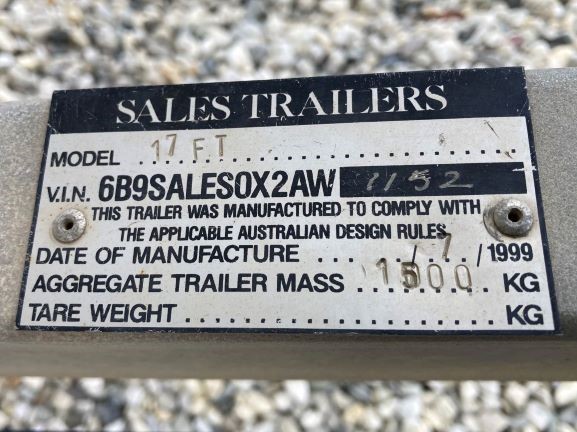 SALES TRAILERS
MODEL 17 FT
V.I.N. 6B9SALESOX2AW 1152
THIS TRAILER WAS MANUFACTURED TO COMPLY WITH
THE APPLICABLE AUSTRALIAN DESIGN RULES
DATE OF MANUFACTURE ..../7/1999
AGGREGATE TRAILER MASS .1500 KG
TARE WEIGHT ........................ KG